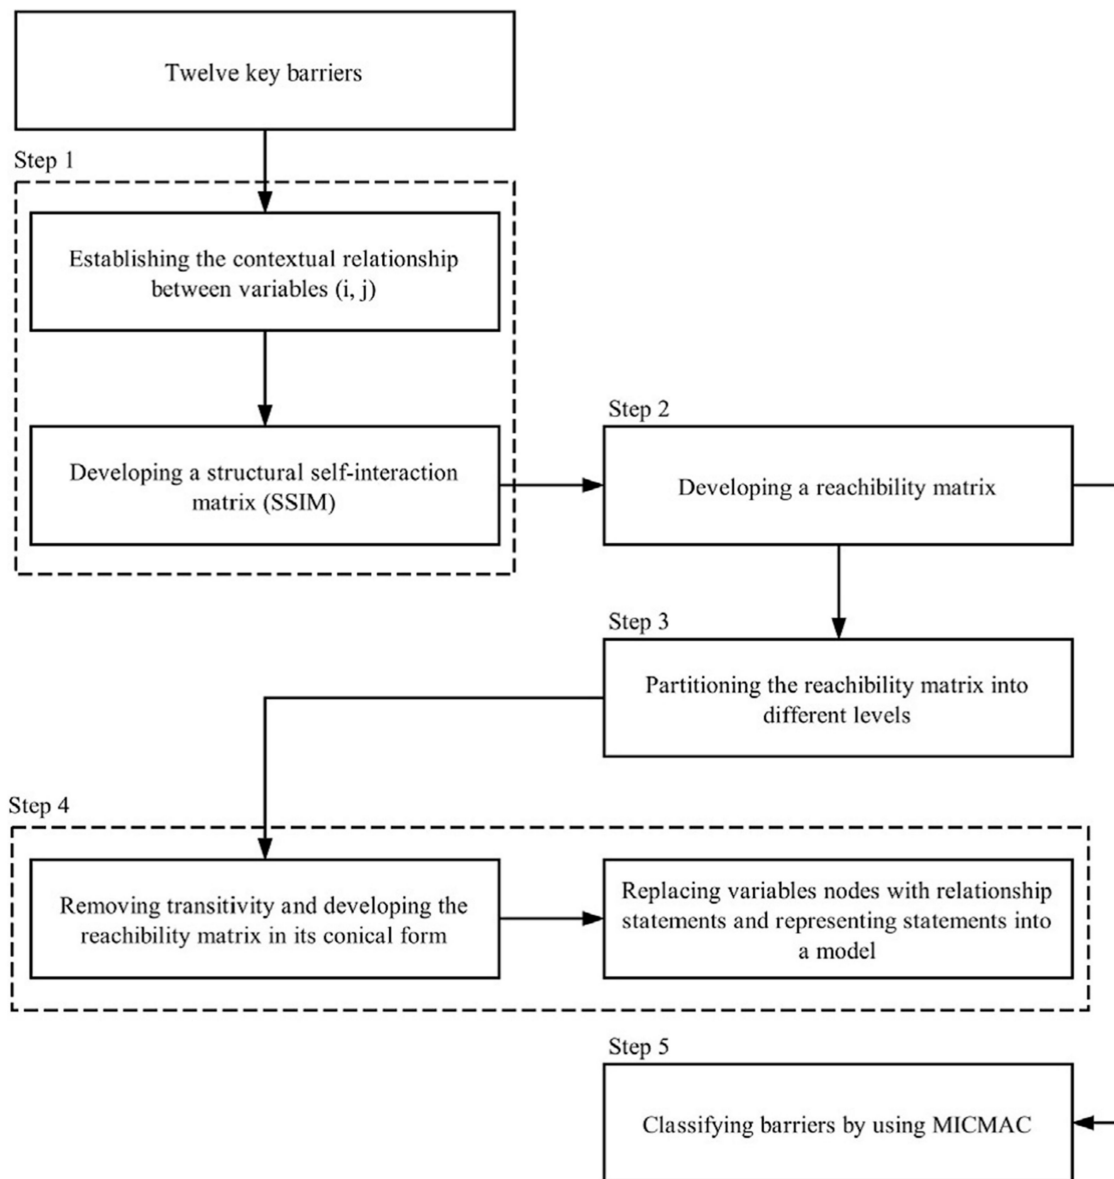 Twelve key barriers
Step 1
Establishing the contextual relationship
between variables (i, j)
Step 2
Developing a structural self-interaction
matrix (SSIM)
Developing a reachibility matrix
Step 3
Partitioning the reachibility matrix into
different levels
Step 4
Removing transitivity and developing the
reachibility matrix in its conical form
Replacing variables nodes with relationship
statements and representing statements into
a model
Step 5
Classifying barriers by using MICMAC